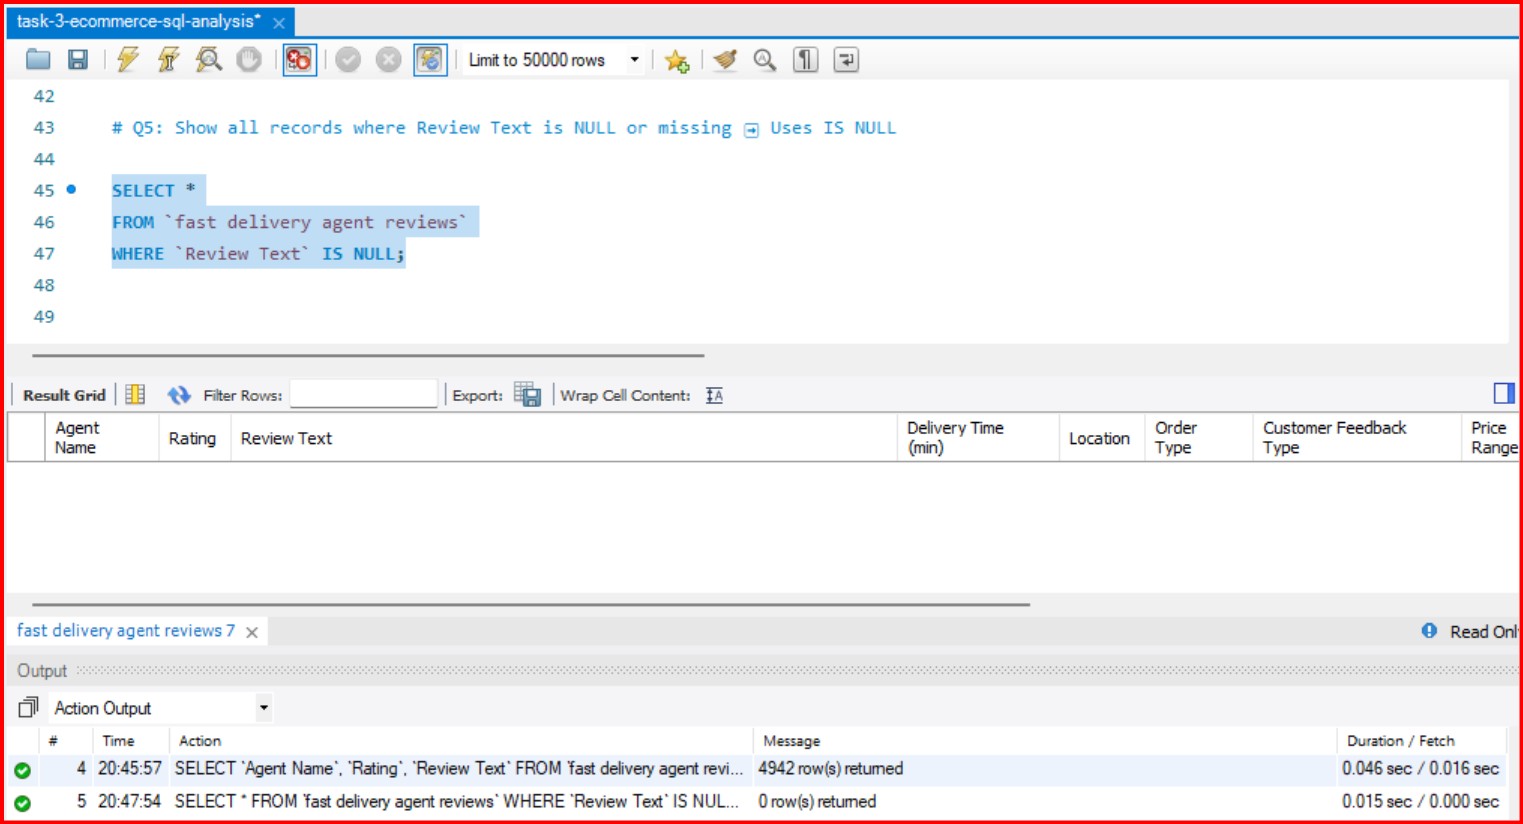 task-3-ecommerce-sql-analysis*
Limit to 50000 rows
42
43 # Q5: Show all records where Review Text is NULL or missing → Uses IS NULL
44
45 SELECT *
46 FROM `fast delivery agent reviews`
47 WHERE `Review Text` IS NULL;
48
49
Result Grid Filter Rows: Export: Wrap Cell Content:
Agent Name Rating Review Text Delivery Time (min) Location Order Type Customer Feedback Type Price Range
fast delivery agent reviews 7 Read Onl
Output
Action Output
# Time Action Message Duration / Fetch
4 20:45:57 SELECT `Agent Name`, `Rating`, `Review Text` FROM `fast delivery agent revi... 4942 row(s) returned 0.046 sec / 0.016 sec
5 20:47:54 SELECT * FROM `fast delivery agent reviews` WHERE `Review Text` IS NUL... 0 row(s) returned 0.015 sec / 0.000 sec